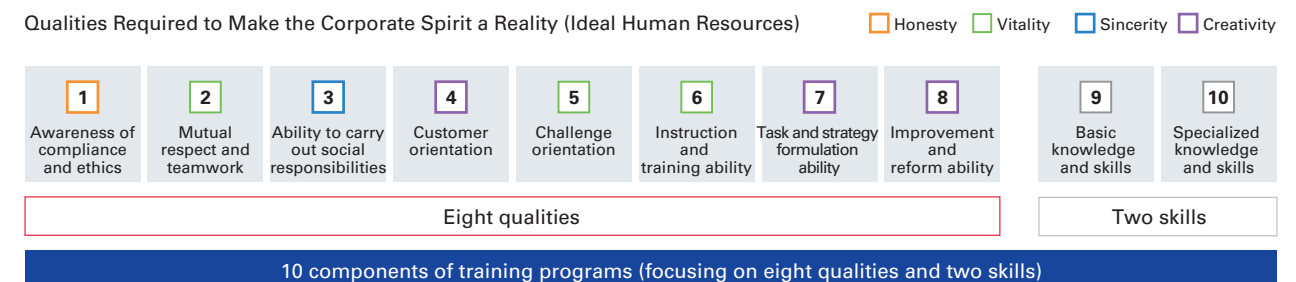 Qualities Required to Make the Corporate Spirit a Reality (Ideal Human Resources)
Honesty
Vitality
Sincerity
Creativity
1
Awareness of
compliance
and ethics
2
Mutual
respect and
teamwork
3
Ability to carry
out social
responsibilities
4
Customer
orientation
5
Challenge
orientation
6
Instruction
and
training ability
7
Task and strategy
formulation
ability
8
Improvement
and
reform ability
9
Basic
knowledge
and skills
10
Specialized
knowledge
and skills
Eight qualities
Two skills
10 components of training programs (focusing on eight qualities and two skills)